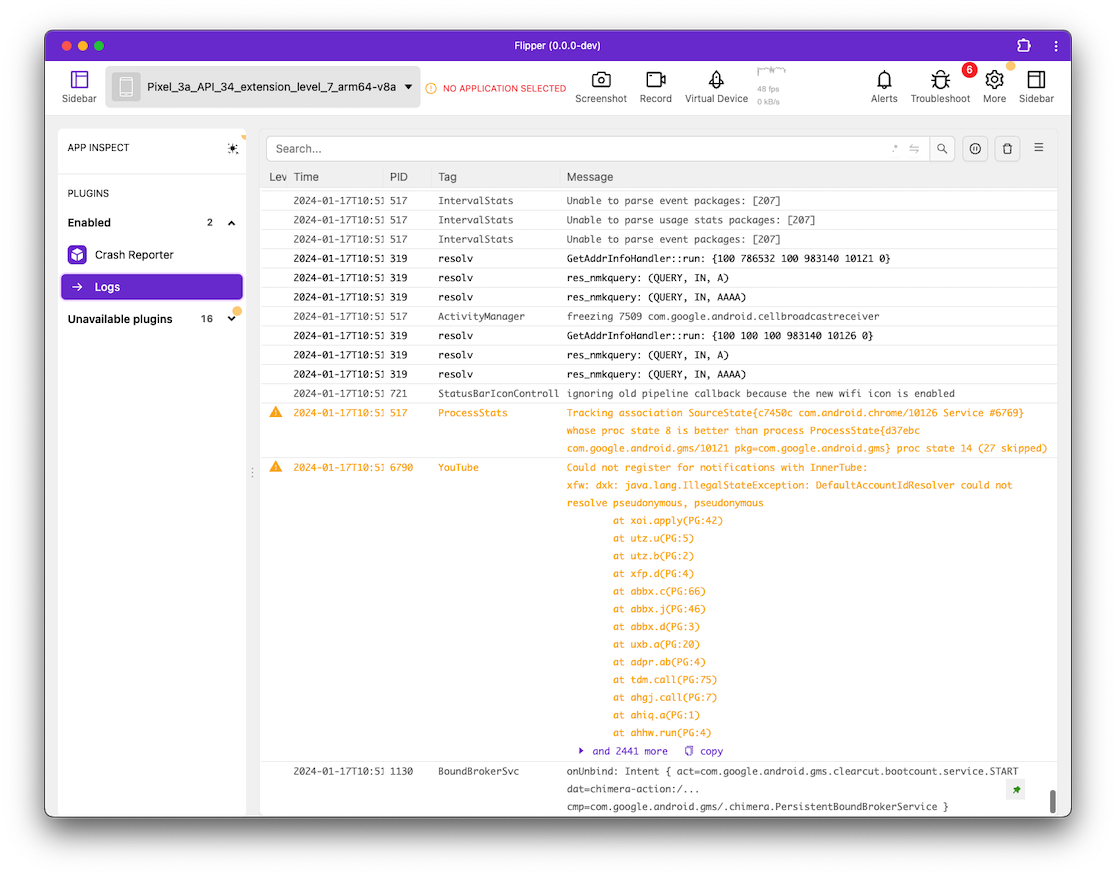 Flipper (0.0.0-dev)
Sidebar
Pixel_3a_API_34_extension_level_7_arm64-v8a
NO APPLICATION SELECTED
Screenshot
Record
Virtual Device
48 fps
0 kB/s
Alerts
Troubleshoot
6
More
Sidebar
APP INSPECT
PLUGINS
Enabled 2
Crash Reporter
Logs
Unavailable plugins 16
Search...
.*
Lev Time PID Tag Message
2024-01-17T10:51 517 IntervalStats Unable to parse event packages: [207]
2024-01-17T10:51 517 IntervalStats Unable to parse usage stats packages: [207]
2024-01-17T10:51 517 IntervalStats Unable to parse event packages: [207]
2024-01-17T10:51 319 resolv GetAddrInfoHandler::run: {100 786532 100 983140 10121 0}
2024-01-17T10:51 319 resolv res_nmkquery: (QUERY, IN, A)
2024-01-17T10:51 319 resolv res_nmkquery: (QUERY, IN, AAAA)
2024-01-17T10:51 517 ActivityManager freezing 7509 com.google.android.cellbroadcastreceiver
2024-01-17T10:51 319 resolv GetAddrInfoHandler::run: {100 100 100 983140 10126 0}
2024-01-17T10:51 319 resolv res_nmkquery: (QUERY, IN, A)
2024-01-17T10:51 319 resolv res_nmkquery: (QUERY, IN, AAAA)
2024-01-17T10:51 721 StatusBarIconControll ignoring old pipeline callback because the new wifi icon is enabled
2024-01-17T10:51 517 ProcessStats Tracking association SourceState{c7450c com.android.chrome/10126 Service #6769}
whose proc state 8 is better than process ProcessState{d37ebc
com.google.android.gms/10121 pkg=com.google.android.gms} proc state 14 (27 skipped)
2024-01-17T10:51 6790 YouTube Could not register for notifications with InnerTube:
xfw: dxk: java.lang.IllegalStateException: DefaultAccountIdResolver could not
resolve pseudonymous, pseudonymous
at xoi.apply(PG:42)
at utz.u(PG:5)
at utz.b(PG:2)
at xfp.d(PG:4)
at abbx.c(PG:66)
at abbx.j(PG:46)
at abbx.d(PG:3)
at uxb.a(PG:20)
at adpr.ab(PG:4)
at tdm.call(PG:75)
at ahgj.call(PG:7)
at ahiq.a(PG:1)
at ahhw.run(PG:4)
and 2441 more copy
2024-01-17T10:51 1130 BoundBrokerSvc onUnbind: Intent { act=com.google.android.gms.clearcut.bootcount.service.START
dat=chimera-action:/...
cmp=com.google.android.gms/.chimera.PersistentBoundBrokerService }